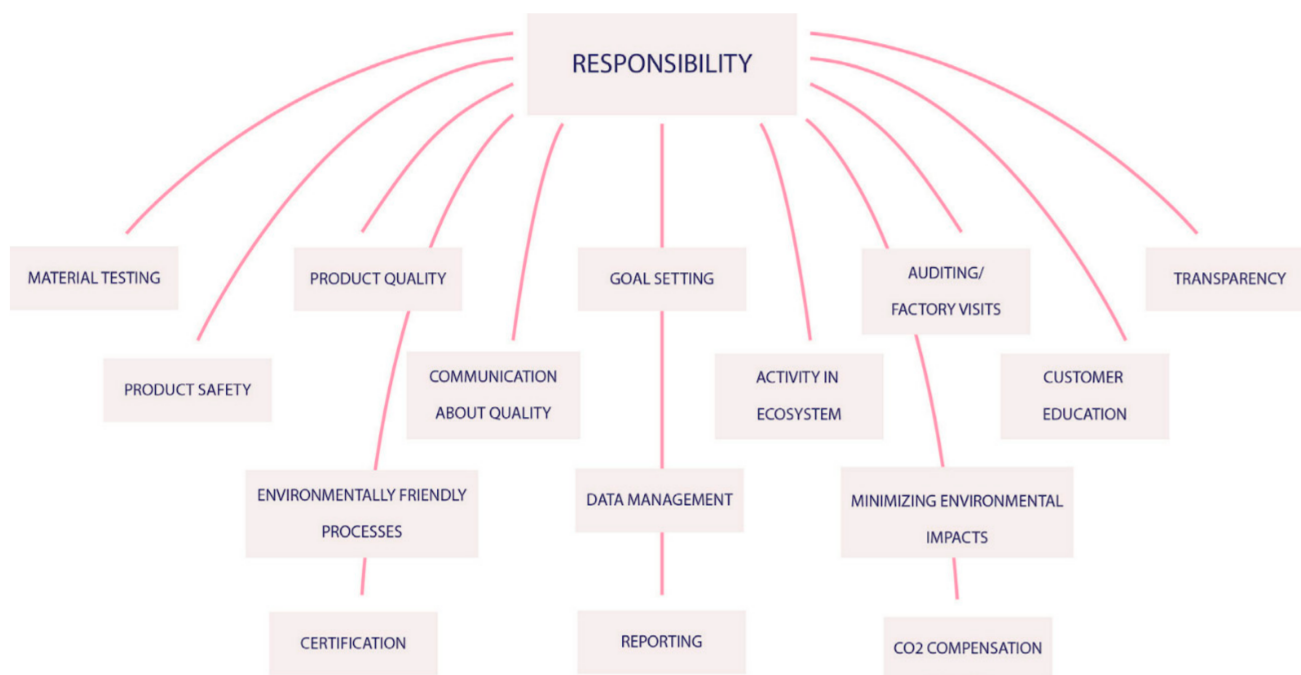 RESPONSIBILITY
MATERIAL TESTING
PRODUCT QUALITY
GOAL SETTING
AUDITING/
FACTORY VISITS
TRANSPARENCY
PRODUCT SAFETY
COMMUNICATION
ABOUT QUALITY
ACTIVITY IN
ECOSYSTEM
CUSTOMER
EDUCATION
ENVIRONMENTALLY FRIENDLY
PROCESSES
DATA MANAGEMENT
MINIMIZING ENVIRONMENTAL
IMPACTS
CERTIFICATION
REPORTING
CO2 COMPENSATION